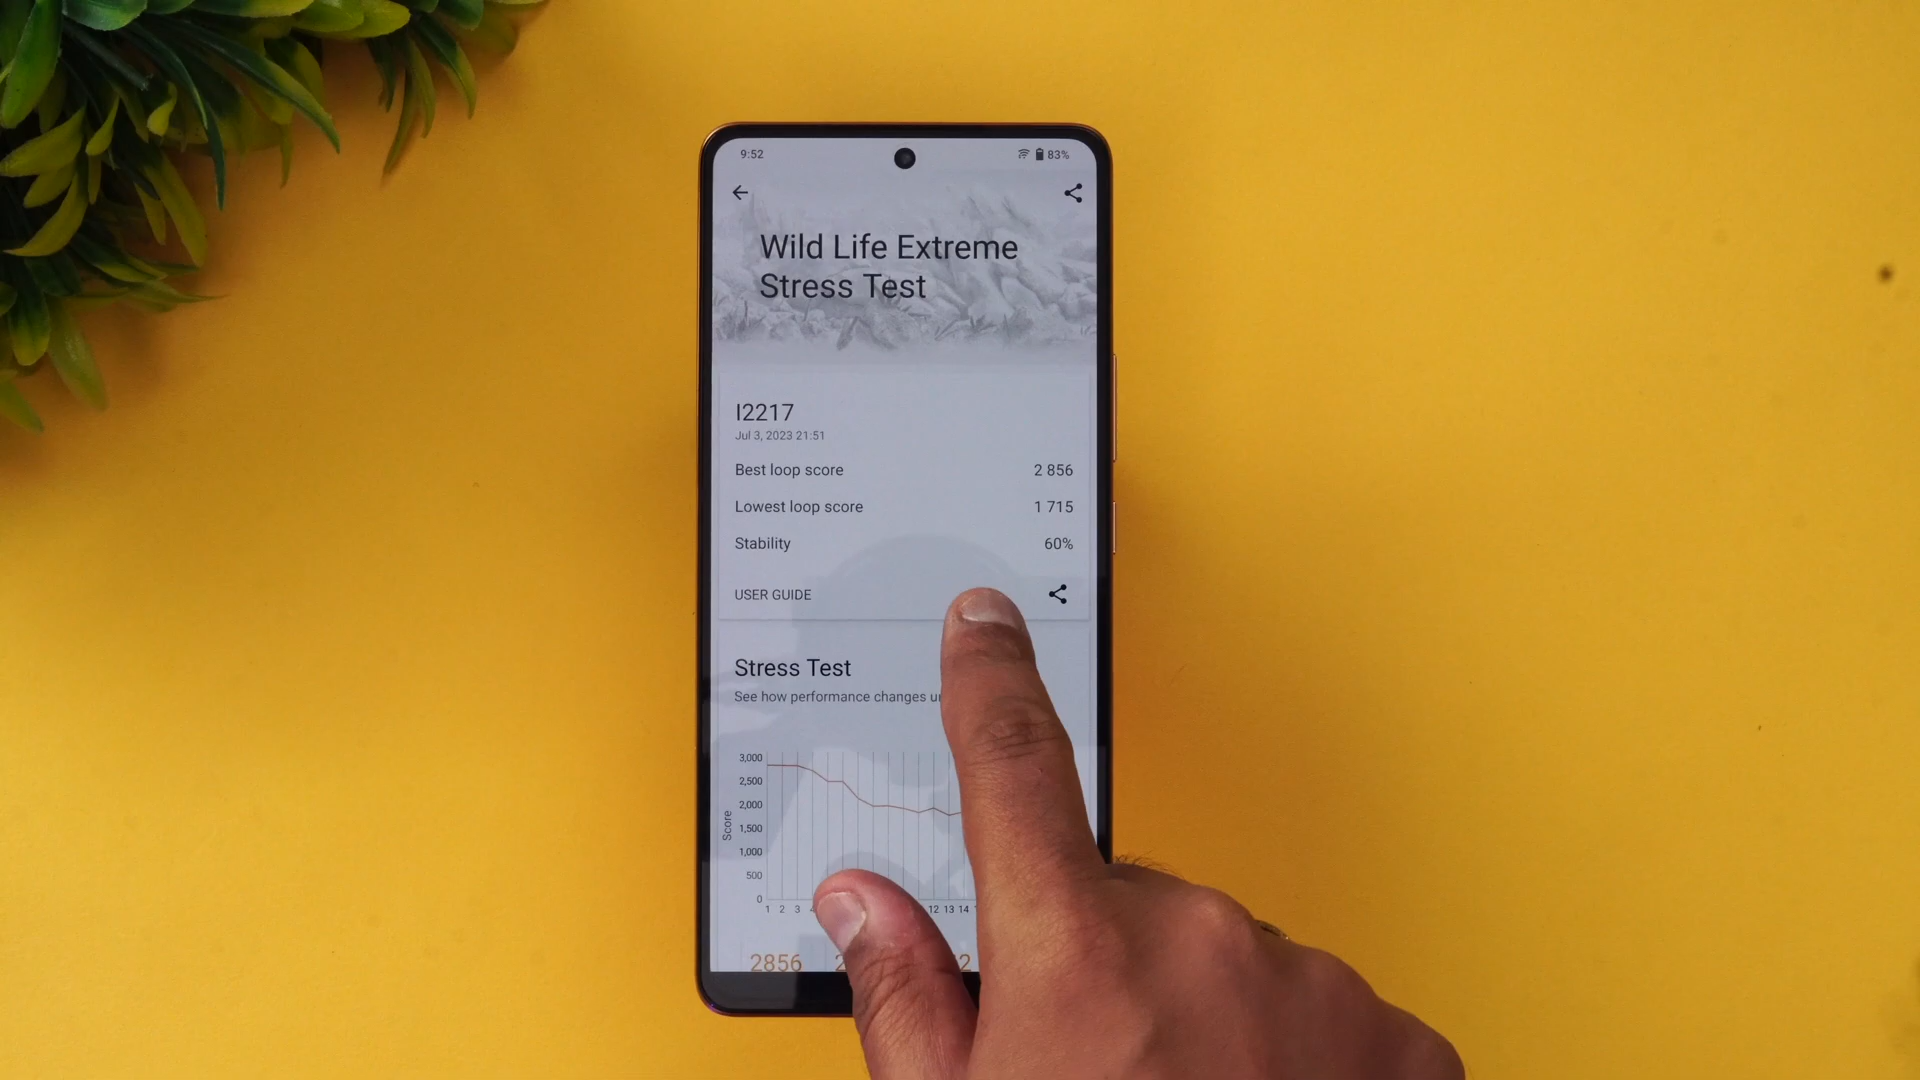 9:52
83%
Wild Life Extreme
Stress Test
I2217
Jul 3, 2023 21:51
Best loop score 2 856
Lowest loop score 1 715
Stability 60%
USER GUIDE
Stress Test
See how performance changes
3,000
2,500
2,000
1,500
1,000
500
0
Score
1 2 3 12 13 14
2856